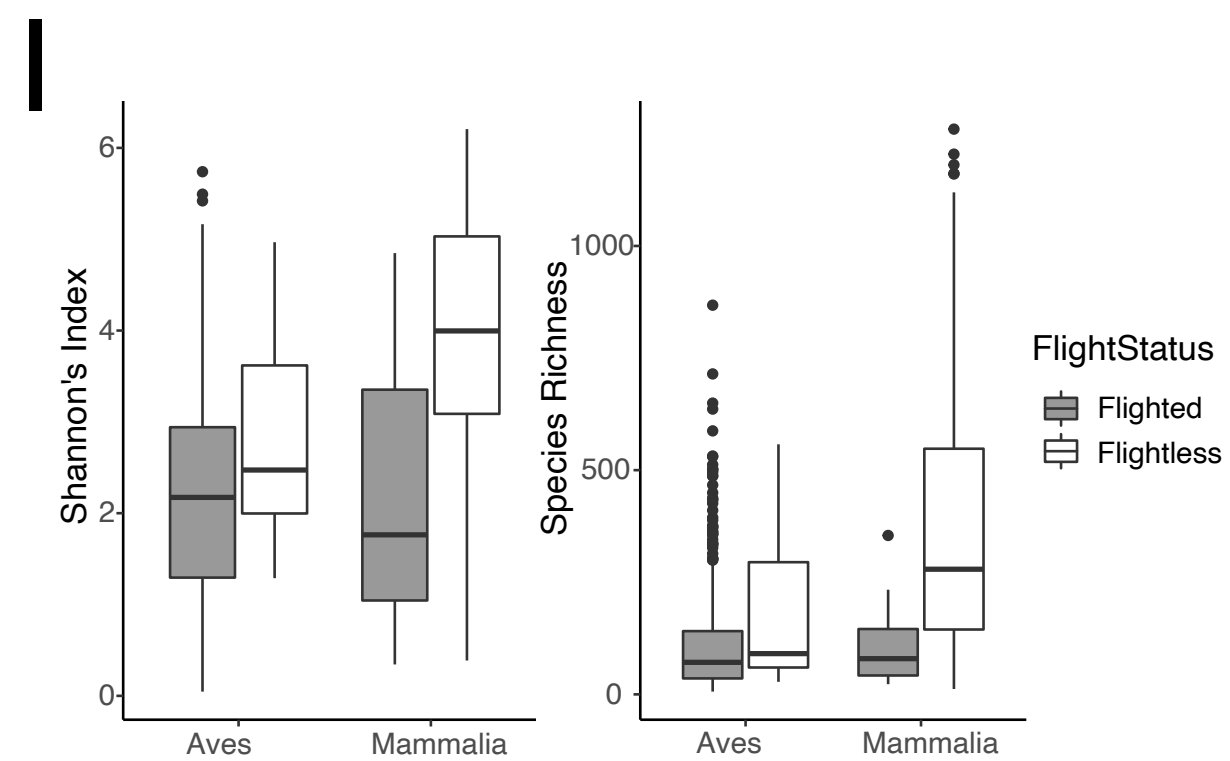 I
Shannon's Index
6
4
2
0
Aves
Mammalia
Species Richness
1000
500
0
Aves
Mammalia
FlightStatus
Flighted
Flightless